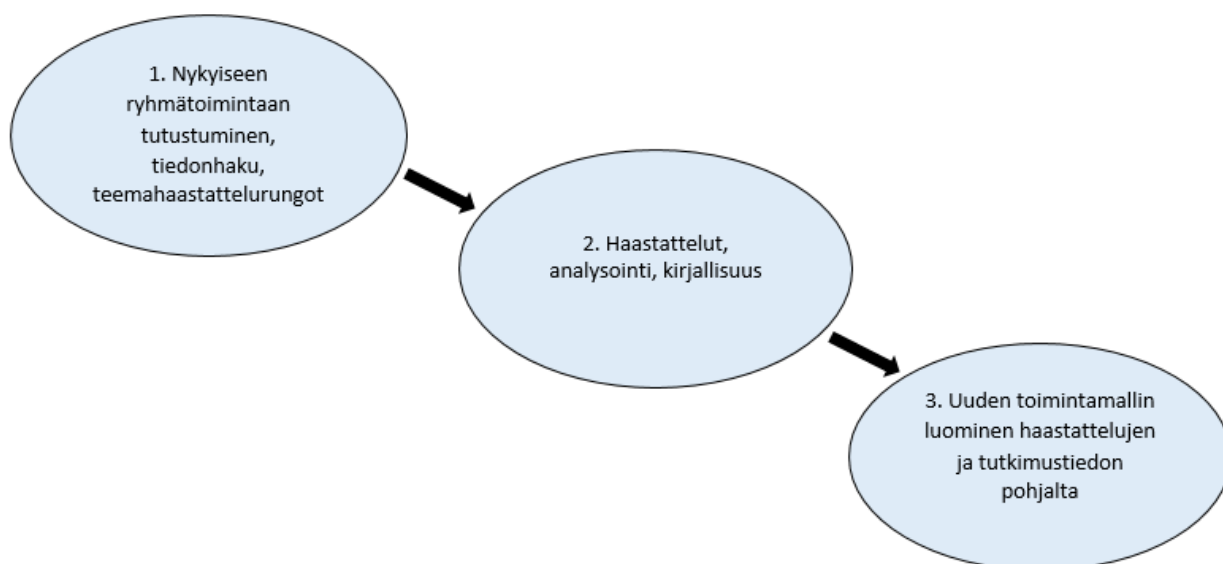 1. Nykyiseen
ryhmätoimintaan
tutustuminen,
tiedonhaku,
teemahaastattelurungot
2. Haastattelut,
analysointi, kirjallisuus
3. Uuden toimintamallin
luominen haastattelujen
ja tutkimustiedon
pohjalta